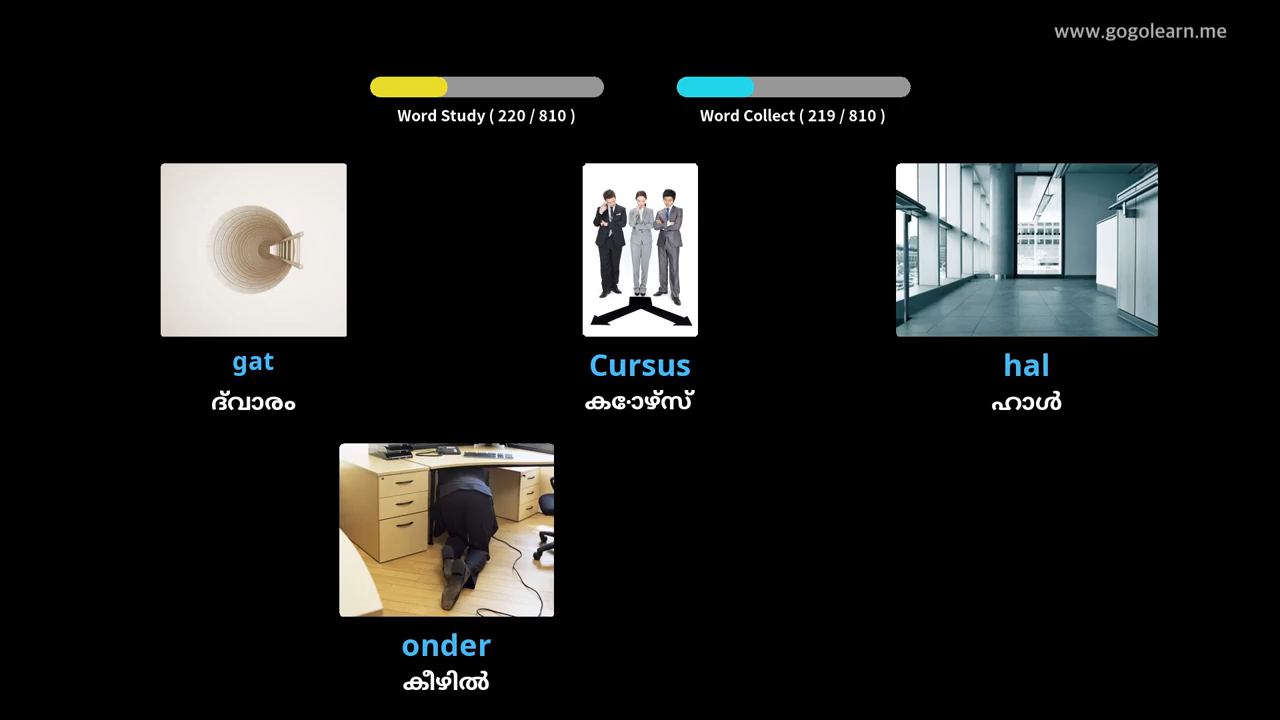 www.gogolearn.me
Word Study ( 220 / 810 )
Word Collect ( 219 / 810 )
gat
ദ്വാരം
Cursus
കോഴ്സ്
hal
ഹാൾ
onder
കീഴിൽ